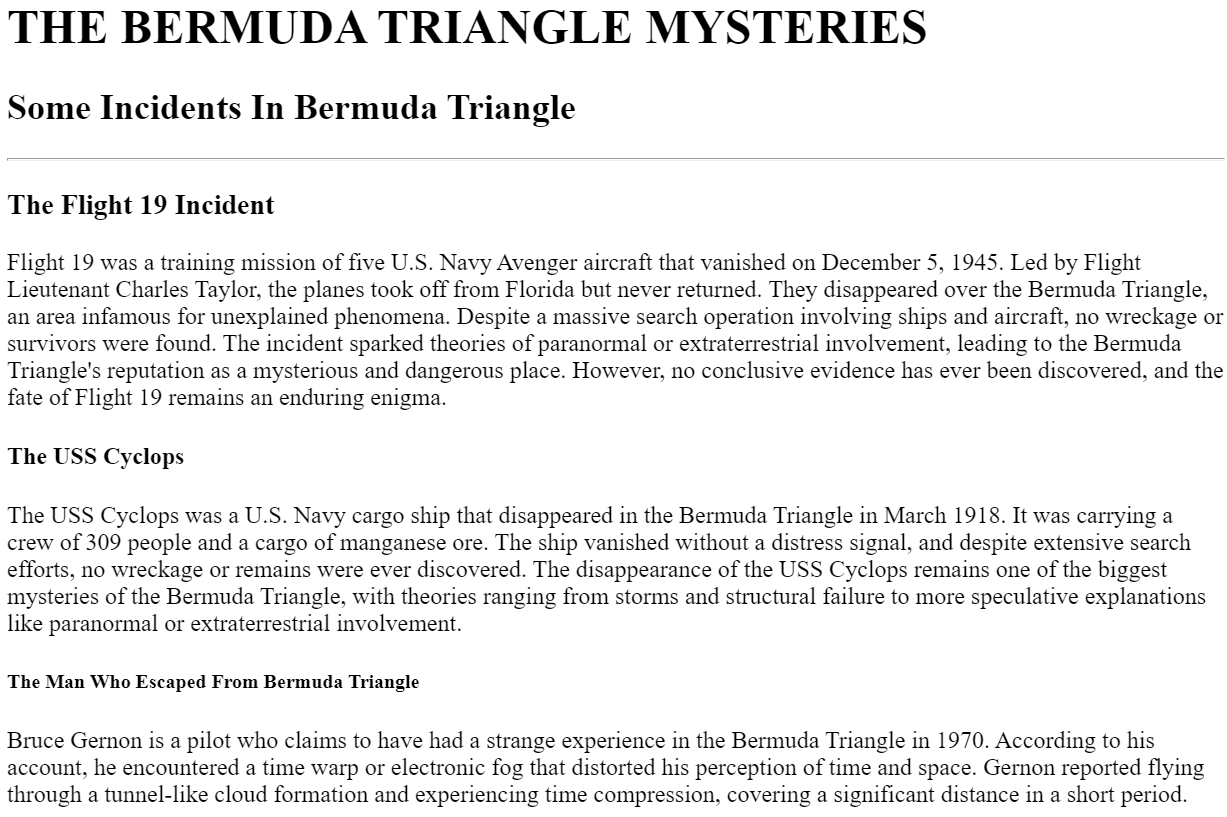 THE BERMUDA TRIANGLE MYSTERIES
Some Incidents In Bermuda Triangle
The Flight 19 Incident
Flight 19 was a training mission of five U.S. Navy Avenger aircraft that vanished on December 5, 1945. Led by Flight
Lieutenant Charles Taylor, the planes took off from Florida but never returned. They disappeared over the Bermuda Triangle,
an area infamous for unexplained phenomena. Despite a massive search operation involving ships and aircraft, no wreckage or
survivors were found. The incident sparked theories of paranormal or extraterrestrial involvement, leading to the Bermuda
Triangle's reputation as a mysterious and dangerous place. However, no conclusive evidence has ever been discovered, and the
fate of Flight 19 remains an enduring enigma.
The USS Cyclops
The USS Cyclops was a U.S. Navy cargo ship that disappeared in the Bermuda Triangle in March 1918. It was carrying a
crew of 309 people and a cargo of manganese ore. The ship vanished without a distress signal, and despite extensive search
efforts, no wreckage or remains were ever discovered. The disappearance of the USS Cyclops remains one of the biggest
mysteries of the Bermuda Triangle, with theories ranging from storms and structural failure to more speculative explanations
like paranormal or extraterrestrial involvement.
The Man Who Escaped From Bermuda Triangle
Bruce Gernon is a pilot who claims to have had a strange experience in the Bermuda Triangle in 1970. According to his
account, he encountered a time warp or electronic fog that distorted his perception of time and space. Gernon reported flying
through a tunnel-like cloud formation and experiencing time compression, covering a significant distance in a short period.